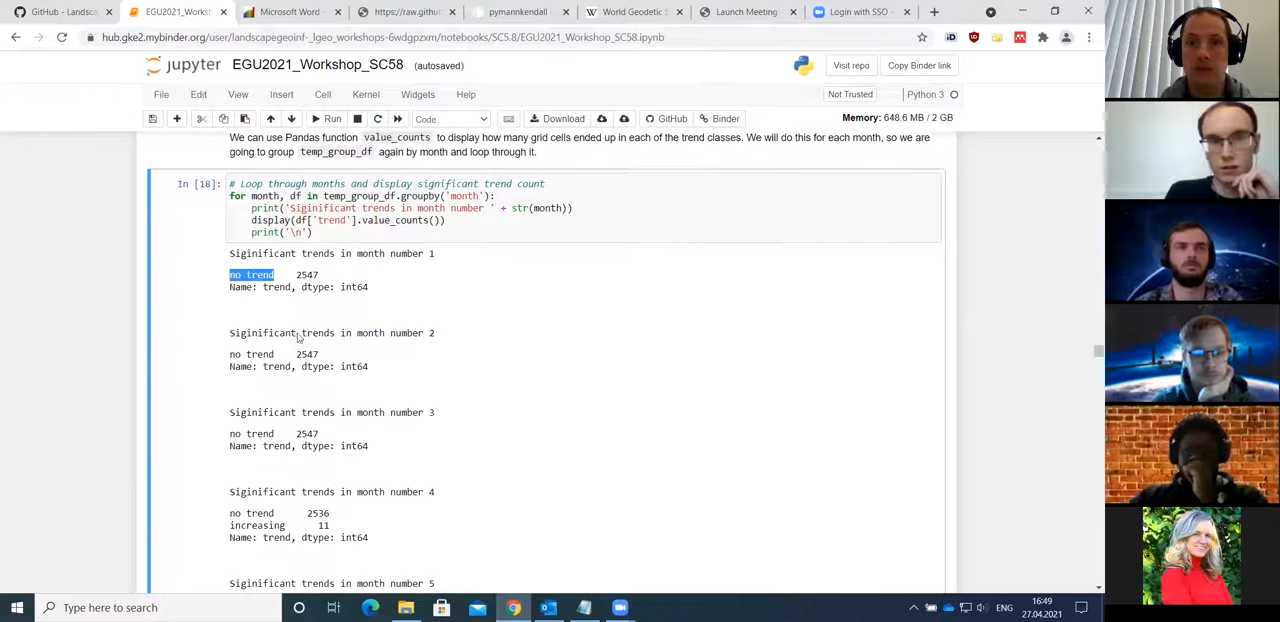 GitHub - Landsca
EGU2021_Worksh
Microsoft Word -
https://raw.githu
pymannkendall
World Geodetic S
Launch Meeting
Login with SSO -
hub.gke2.mybinder.org/user/landscapegeoinf-_lgeo_workshops-6wdgpzxm/notebooks/SC5.8/EGU2021_Workshop_SC58.ipynb
jupyter EGU2021_Workshop_SC58 (autosaved)
Visit repo
Copy Binder link
File Edit View Insert Cell Kernel Widgets Help
Not Trusted
Python 3
Run
Code
Download
GitHub
Binder
Memory: 648.6 MB / 2 GB
We can use Pandas function value_counts to display how many grid cells ended up in each of the trend classes. We will do this for each month, so we are
going to group temp_group_df again by month and loop through it.
In [18]:
# Loop through months and display significant trend count
for month, df in temp_group_df.groupby('month'):
    print('Siginificant trends in month number ' + str(month))
    display(df['trend'].value_counts())
    print('\n')
Siginificant trends in month number 1
no trend    2547
Name: trend, dtype: int64
Siginificant trends in month number 2
no trend    2547
Name: trend, dtype: int64
Siginificant trends in month number 3
no trend    2547
Name: trend, dtype: int64
Siginificant trends in month number 4
no trend      2536
increasing      11
Name: trend, dtype: int64
Siginificant trends in month number 5
Type here to search
ENG
16:49
27.04.2021